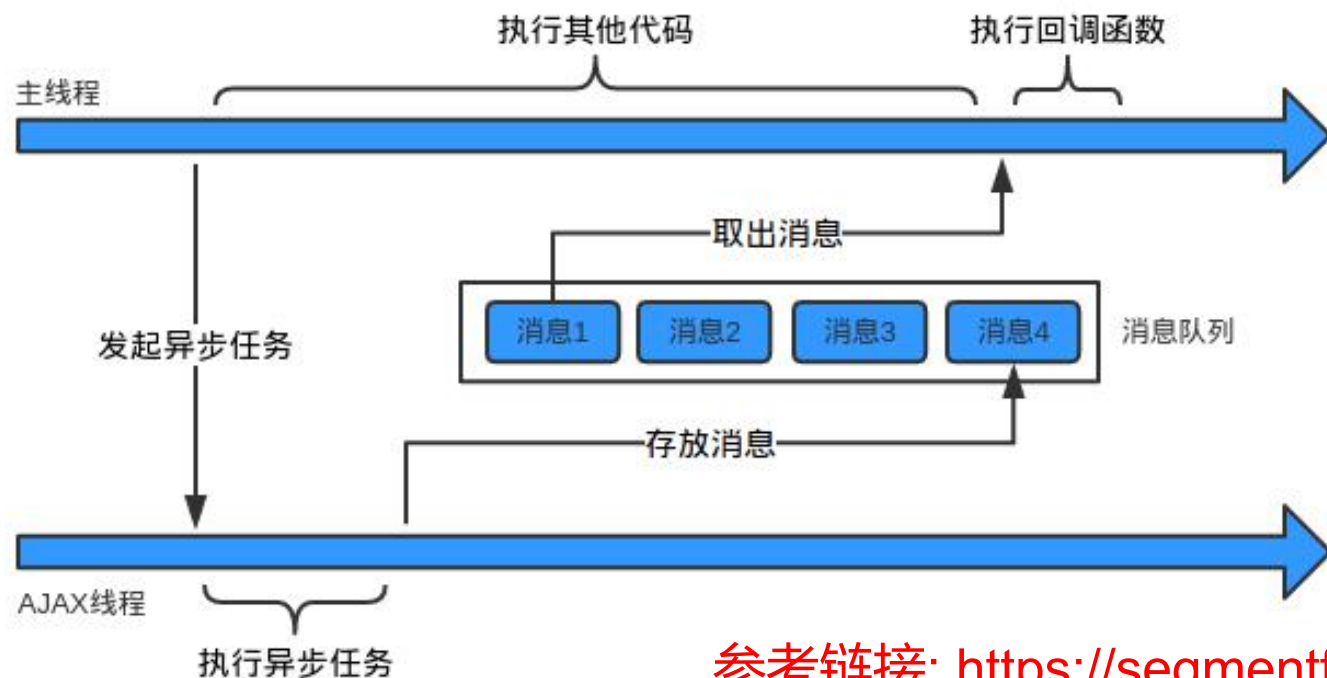 执行其他代码
执行回调函数
主线程
取出消息
消息1
消息2
消息3
消息4
消息队列
发起异步任务
存放消息
AJAX线程
执行异步任务
参考链接: https://segmentf